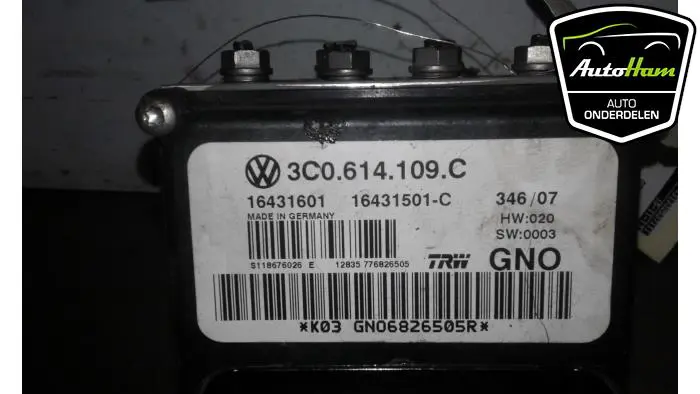 AutoHam
AUTO
ONDERDELEN
3C0.614.109.C
16431601 16431501-C 346/07
MADE IN GERMANY
HW:020
SW:0003
S118676026 E 12835 776826505 TRW GNO
*K03 GNO6826505R*